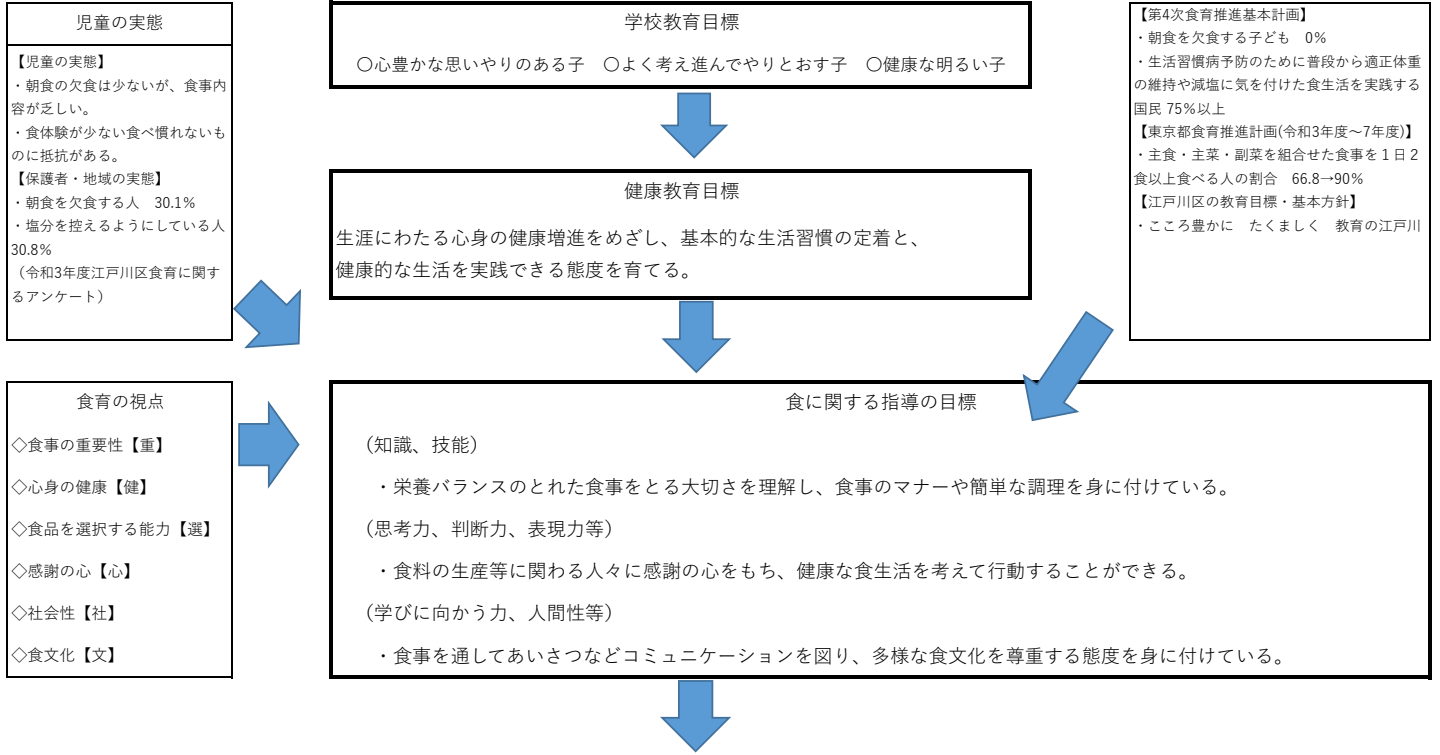 児童の実態
【児童の実態】
・朝食の欠食は少ないが、食事内
容が乏しい。
・食体験が少ない食べ慣れないも
のに抵抗がある。
【保護者・地域の実態】
・朝食を欠食する人　30.1%
・塩分を控えるようにしている人
30.8%
（令和3年度江戸川区食育に関す
るアンケート）
学校教育目標
〇心豊かな思いやりのある子　〇よく考え進んでやりとおす子　〇健康な明るい子
【第4次食育推進基本計画】
・朝食を欠食する子ども　0%
・生活習慣病予防のために普段から適正体重
の維持や減塩に気を付けた食生活を実践する
国民 75%以上
【東京都食育推進計画(令和3年度～7年度)】
・主食・主菜・副菜を組合せた食事を１日２
食以上食べる人の割合　66.8→90%
【江戸川区の教育目標・基本方針】
・こころ豊かに　たくましく　教育の江戸川
健康教育目標
生涯にわたる心身の健康増進をめざし、基本的な生活習慣の定着と、
健康的な生活を実践できる態度を育てる。
食育の視点
◇食事の重要性【重】
◇心身の健康【健】
◇食品を選択する能力【選】
◇感謝の心【心】
◇社会性【社】
◇食文化【文】
食に関する指導の目標
(知識、技能）
・栄養バランスのとれた食事をとる大切さを理解し、食事のマナーや簡単な調理を身に付けている。
(思考力、判断力、表現力等）
・食料の生産等に関わる人々に感謝の心をもち、健康な食生活を考えて行動することができる。
(学びに向かう力、人間性等）
・食事を通してあいさつなどコミュニケーションを図り、多様な食文化を尊重する態度を身に付けている。